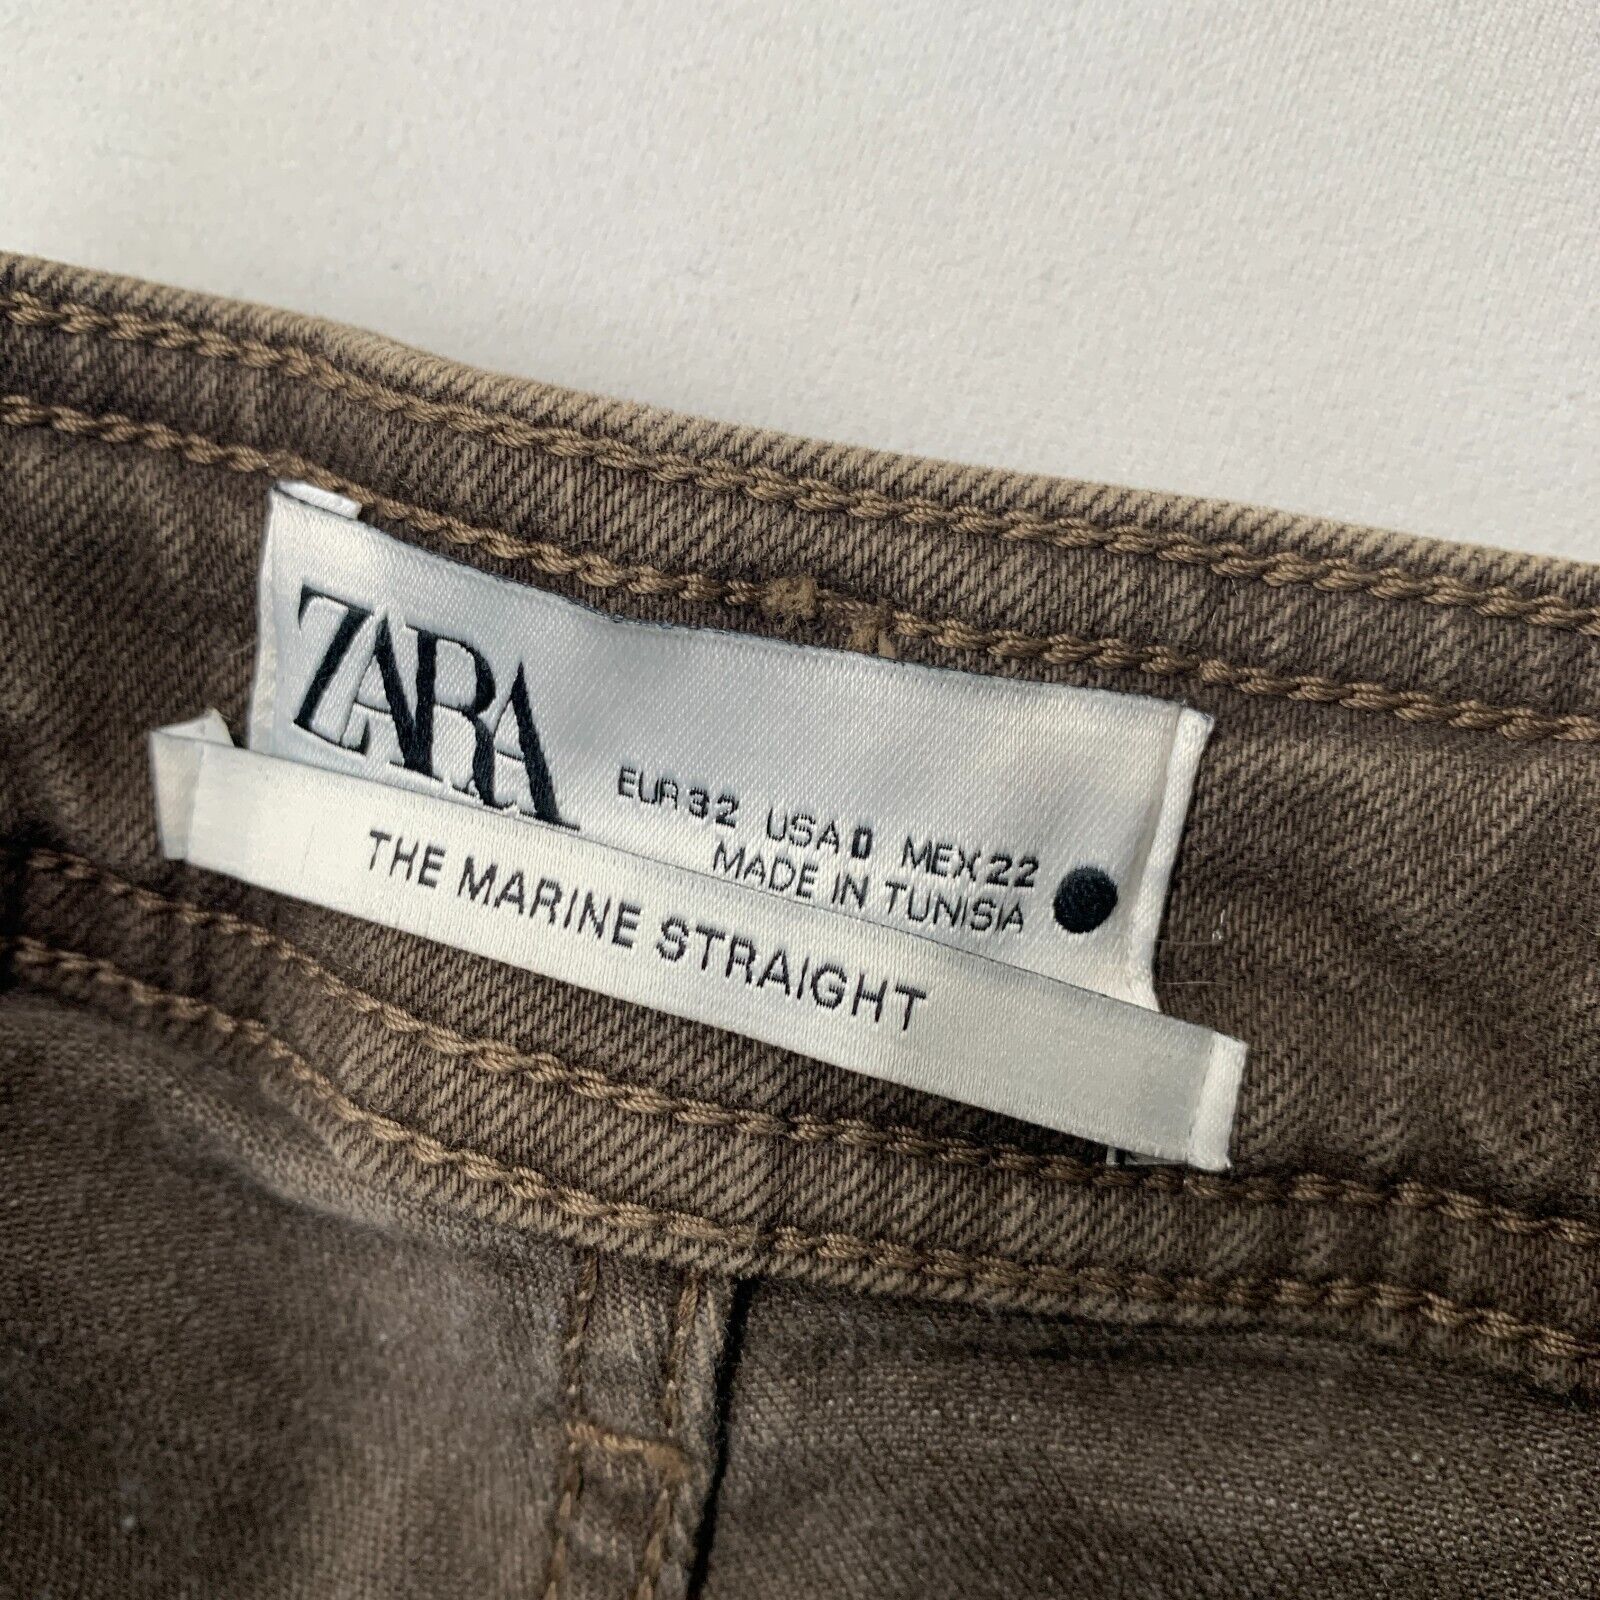 ZARA
EUR 32 USA 0 MEX 22
MADE IN TUNISIA
THE MARINE STRAIGHT